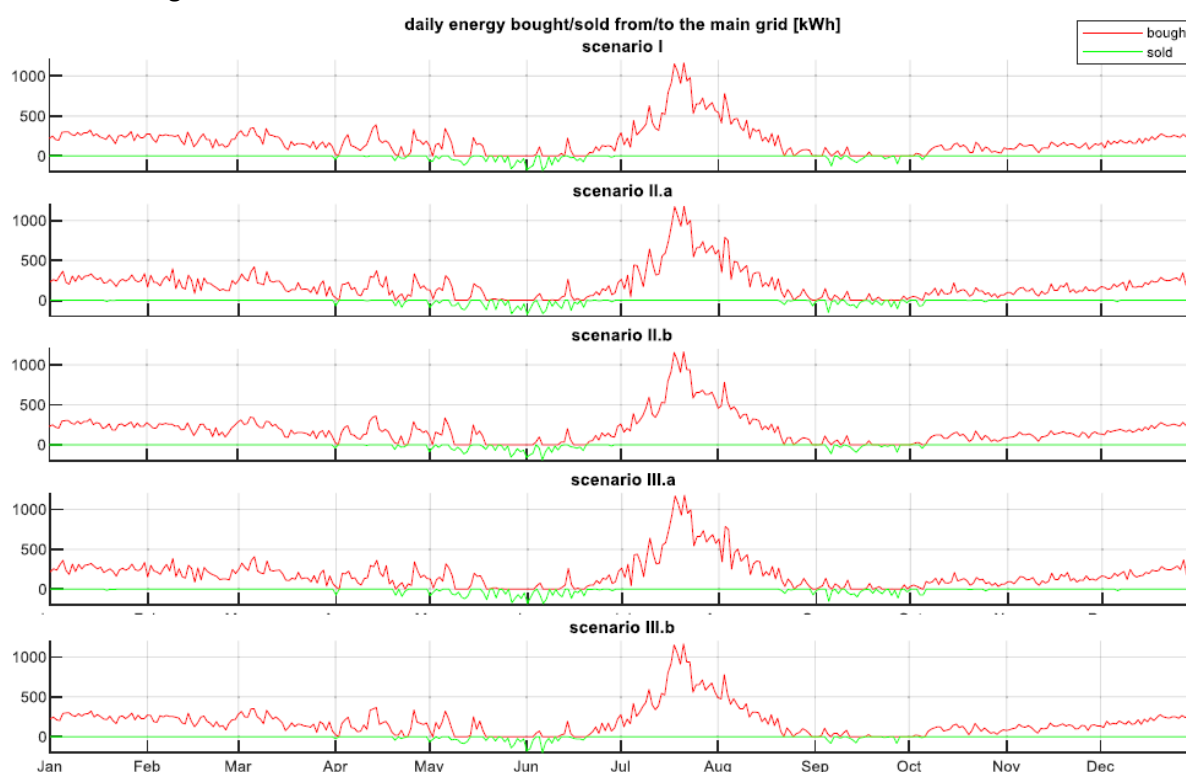 daily energy bought/sold from/to the main grid [kWh]
scenario I
bough
sold
1000
500
0
scenario II.a
1000
500
0
scenario II.b
1000
500
0
scenario III.a
1000
500
0
scenario III.b
1000
500
0
Jan Feb Mar Apr May Jun Jul Aug Sep Oct Nov Dec